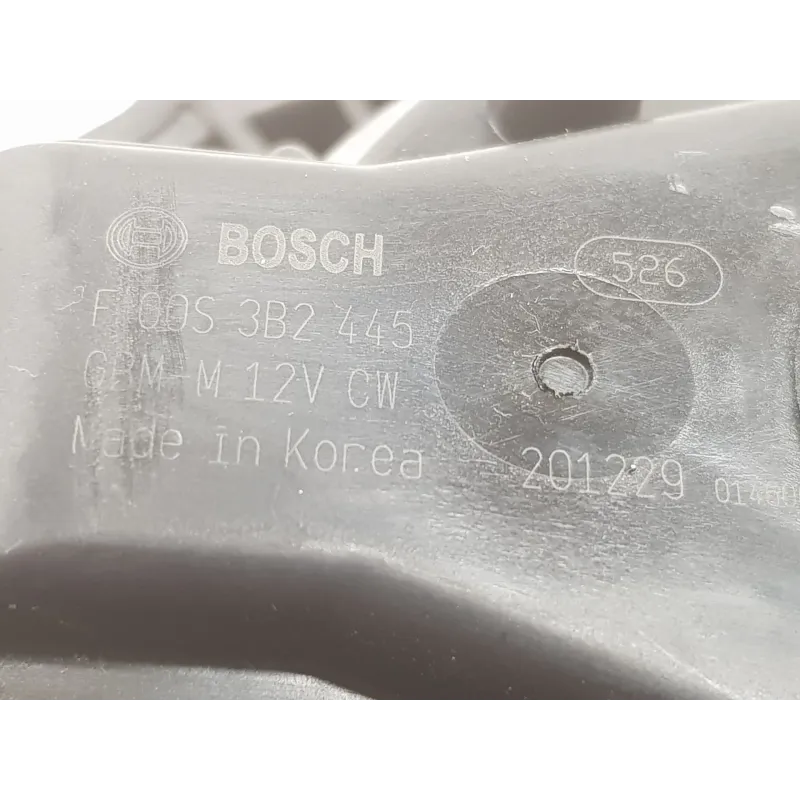 BOSCH
526
F 00S 3B2 445
GBM-M 12V CW
Made in Korea
201229